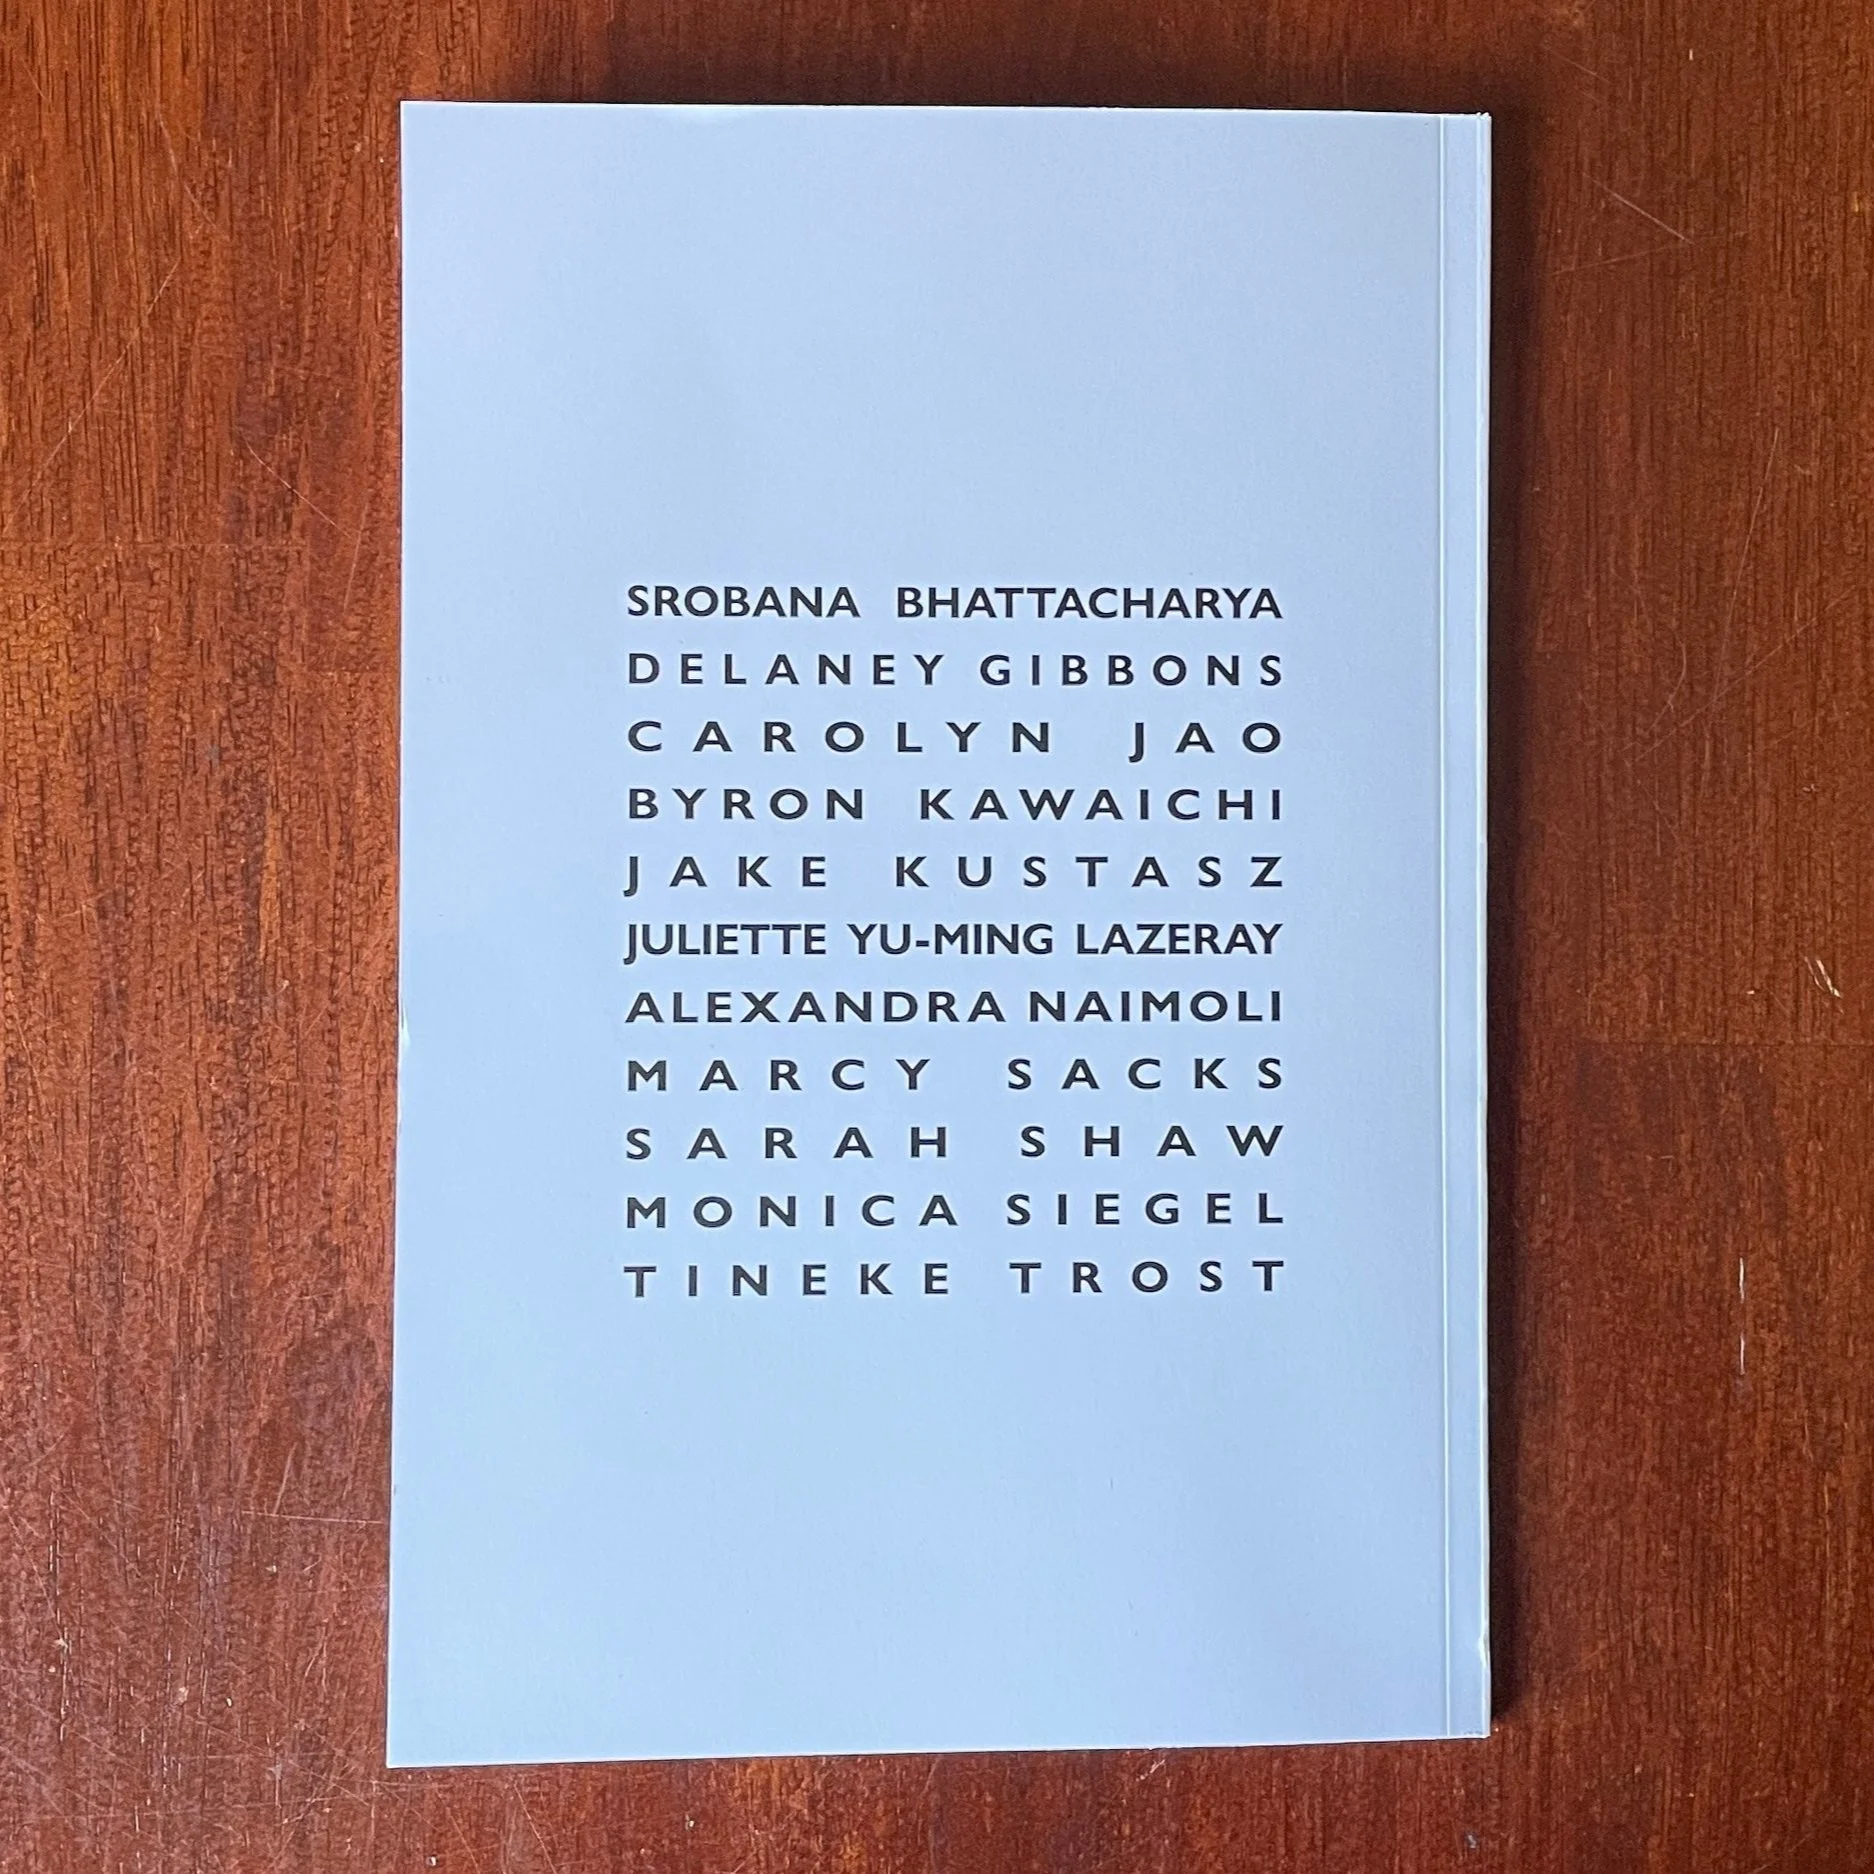 SROBANA BHATTACHARYA
DELANEY GIBBONS
CAROLYN JAO
BYRON KAWAICHI
JAKE KUSTASZ
JULIETTE YU-MING LAZERAY
ALEXANDRA NAIMOLI
MARCY SACKS
SARAH SHAW
MONICA SIEGEL
TINEKE TROST